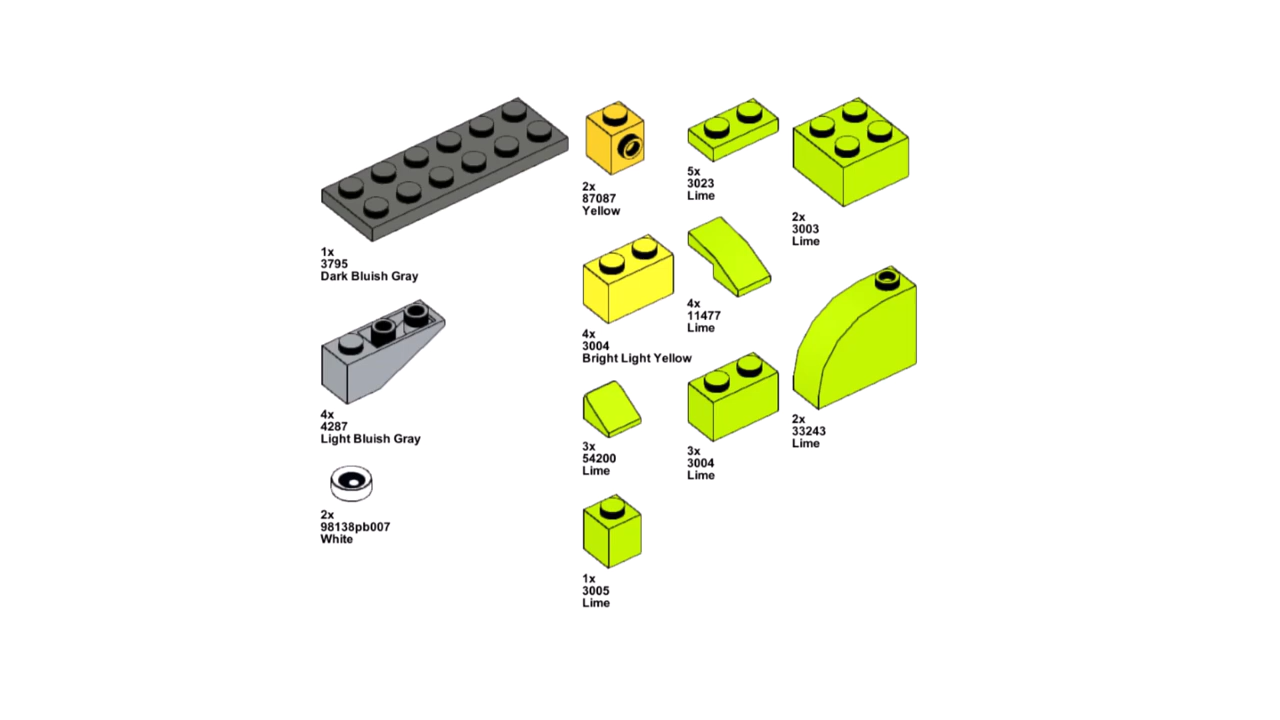 1x
3795
Dark Bluish Gray
4x
4287
Light Bluish Gray
2x
98138pb007
White
2x
87087
Yellow
4x
3004
Bright Light Yellow
3x
54200
Lime
1x
3005
Lime
5x
3023
Lime
4x
11477
Lime
3x
3004
Lime
2x
3003
Lime
2x
33243
Lime